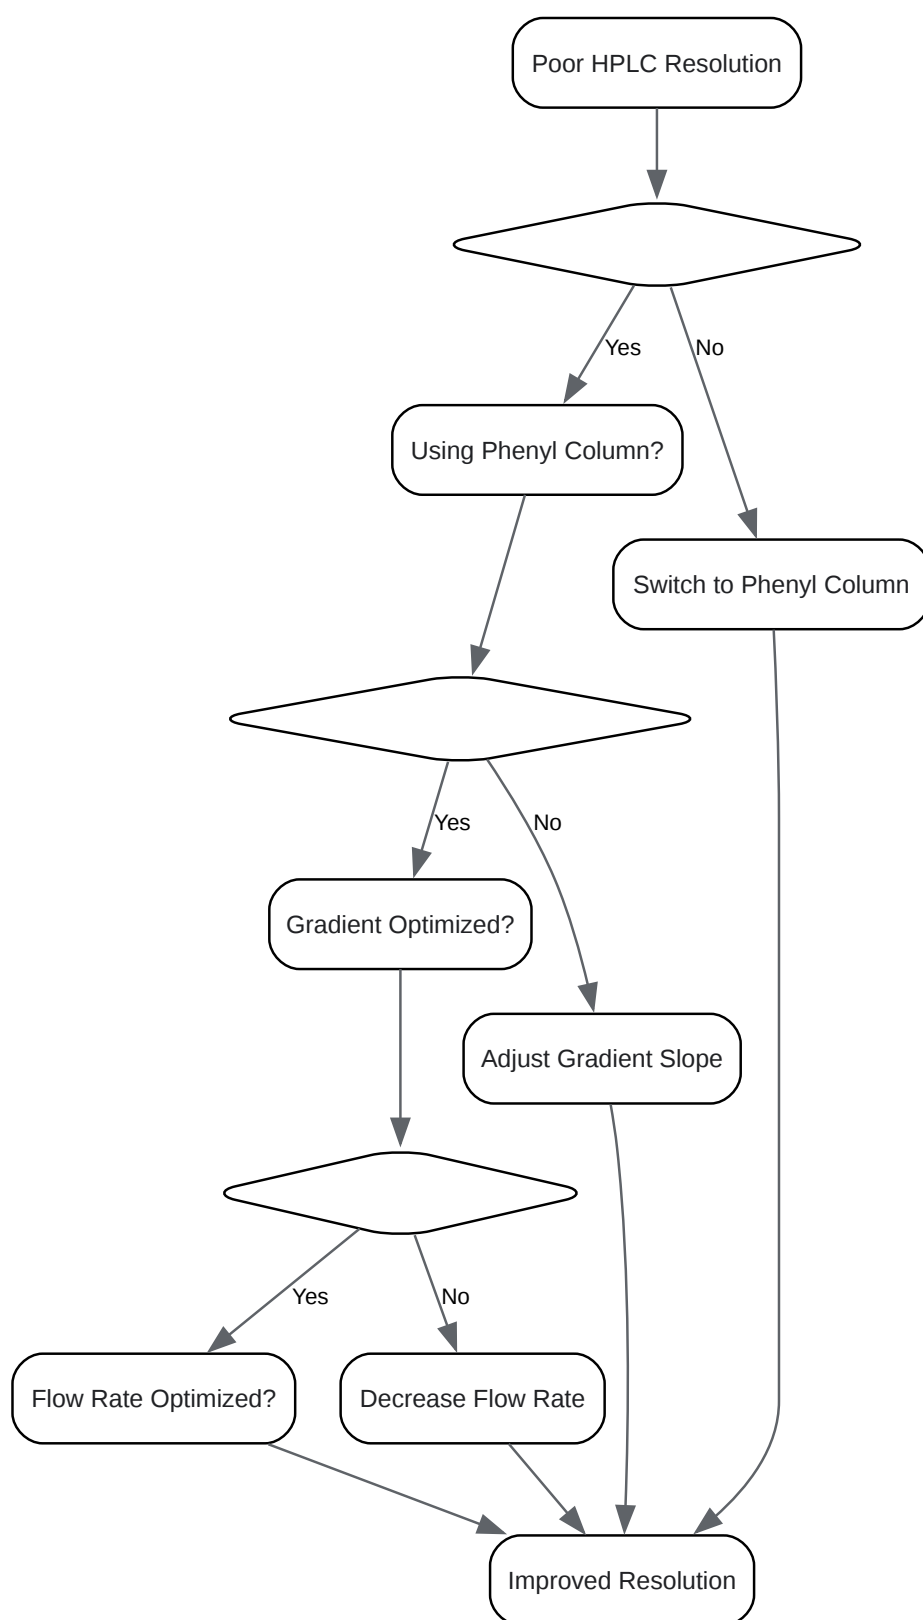 Poor HPLC Resolution
Yes
No
Using Phenyl Column?
Switch to Phenyl Column
Yes
No
Gradient Optimized?
Adjust Gradient Slope
Yes
No
Flow Rate Optimized?
Decrease Flow Rate
Improved Resolution